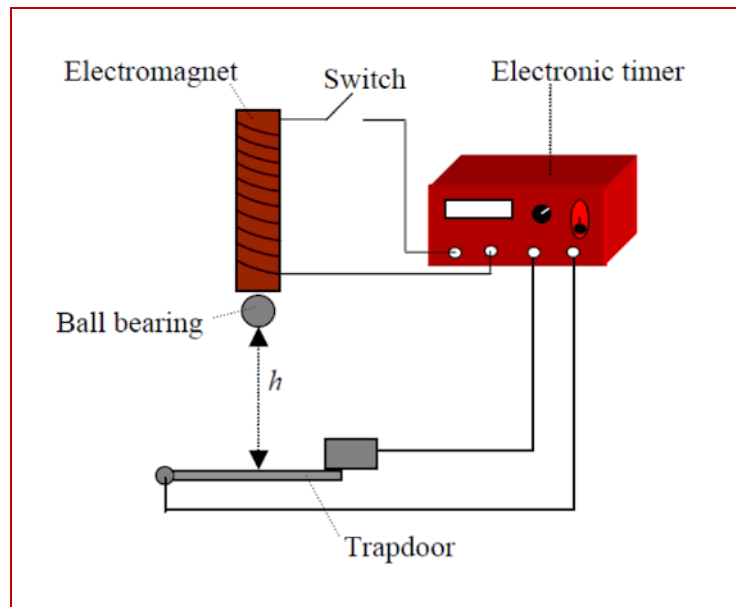 Electromagnet
Switch
Electronic timer
Ball bearing
h
Trapdoor